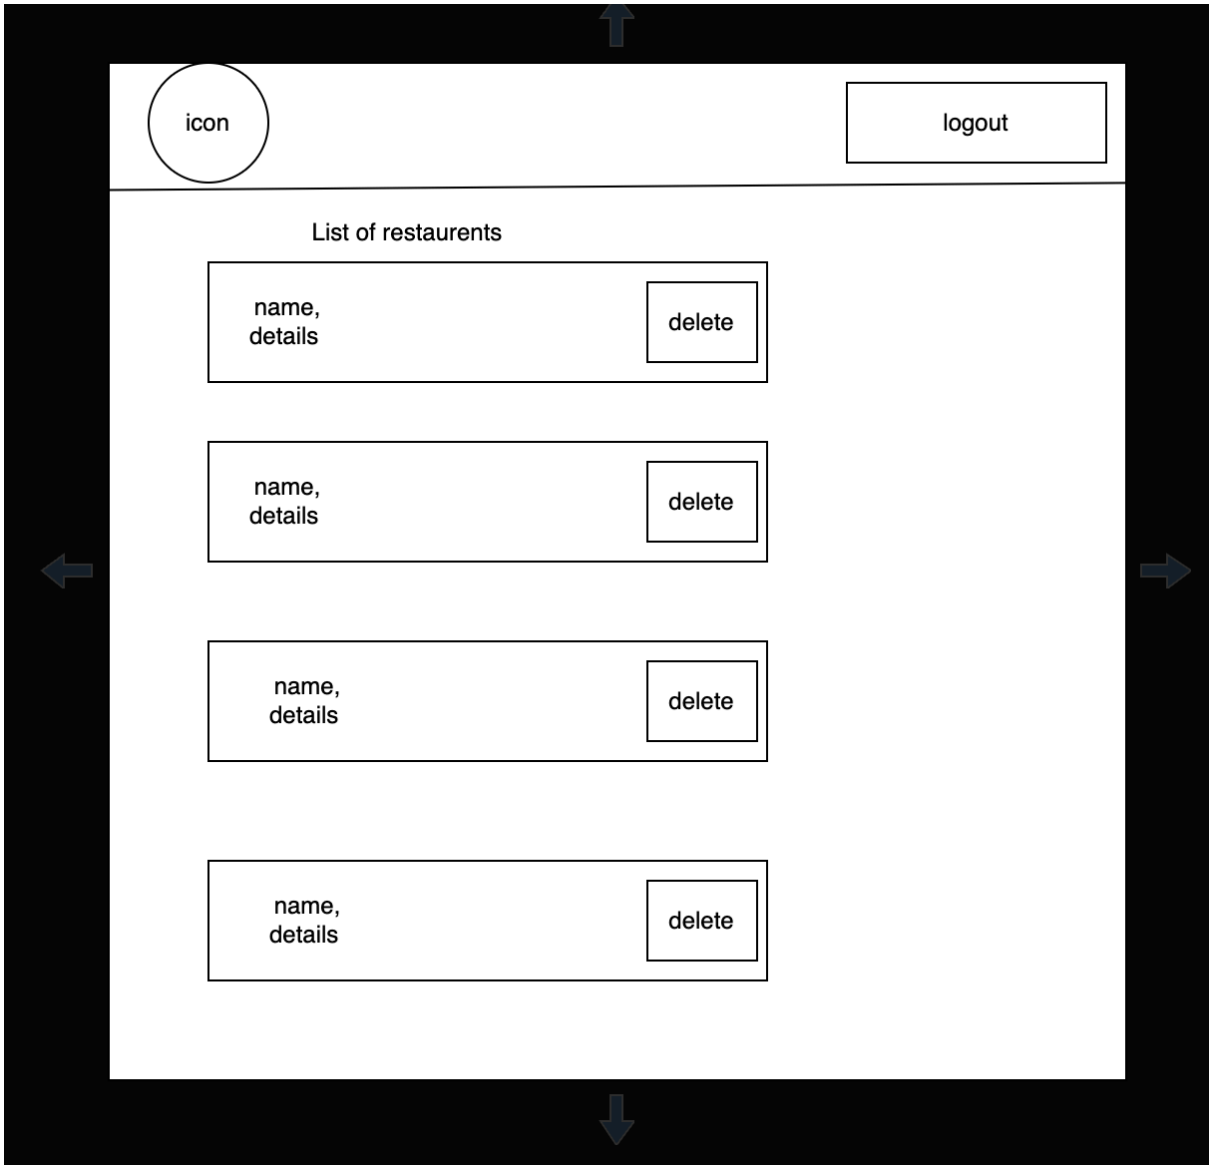 icon
logout
List of restaurents
name,
details
delete
name,
details
delete
name,
details
delete
name,
details
delete